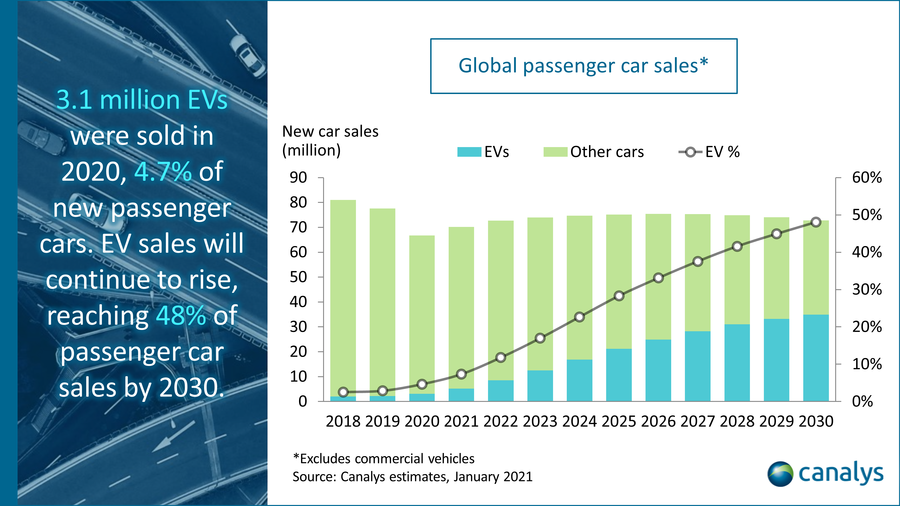 3.1 million EVs
were sold in
2020, 4.7% of
new passenger
cars. EV sales will
continue to rise,
reaching 48% of
passenger car
sales by 2030.
Global passenger car sales*
New car sales
(million)
EVs Other cars EV %
90 60%
80 50%
70
60 40%
50 30%
40
30 20%
20 10%
10
0 0%
2018 2019 2020 2021 2022 2023 2024 2025 2026 2027 2028 2029 2030
*Excludes commercial vehicles
Source: Canalys estimates, January 2021
canalys